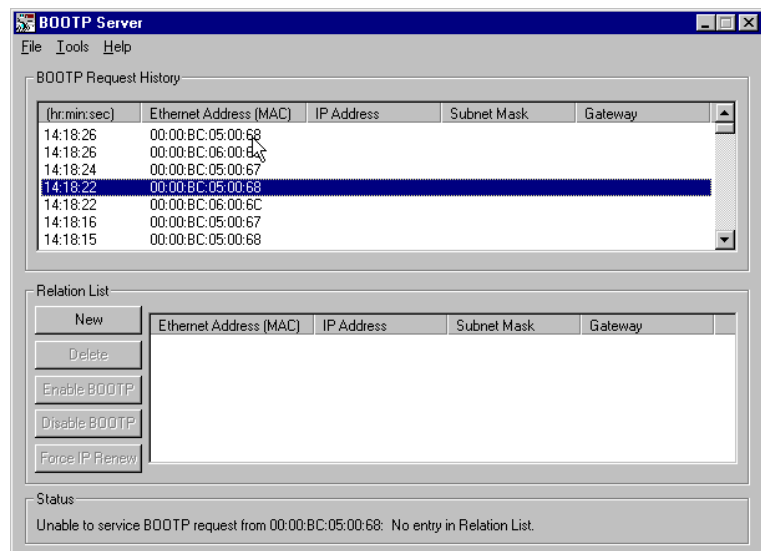 BOOTP Server
File Tools Help
BOOTP Request History
(hr:min:sec) Ethernet Address (MAC) IP Address Subnet Mask Gateway
14:18:26 00:00:BC:05:00:68
14:18:26 00:00:BC:06:00:
14:18:24 00:00:BC:05:00:67
14:18:22 00:00:BC:05:00:68
14:18:22 00:00:BC:06:00:6C
14:18:16 00:00:BC:05:00:67
14:18:15 00:00:BC:05:00:68
Relation List
New
Delete
Enable BOOTP
Disable BOOTP
Force IP Renew
Ethernet Address (MAC) IP Address Subnet Mask Gateway
Status
Unable to service BOOTP request from 00:00:BC:05:00:68: No entry in Relation List.